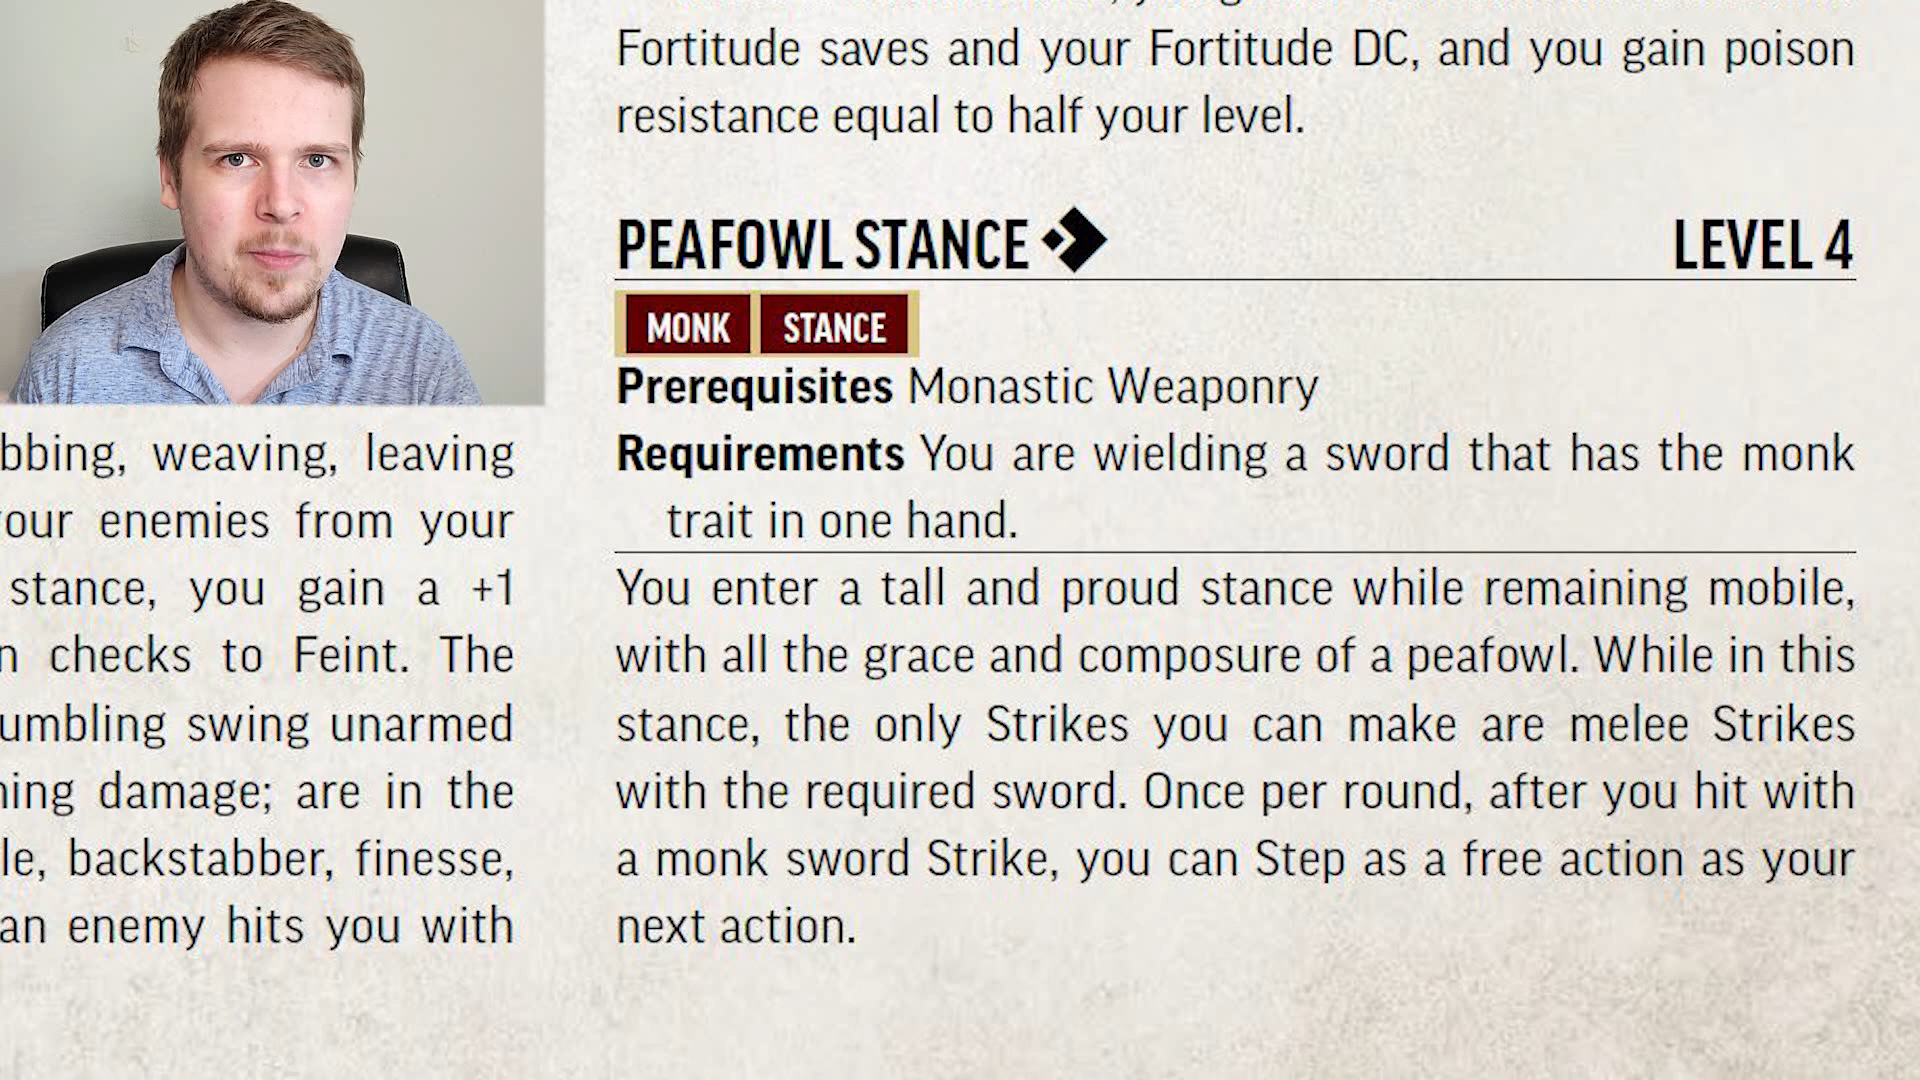 bbing, weaving, leaving
our enemies from your
stance, you gain a +1
n checks to Feint. The
umbling swing unarmed
ning damage; are in the
le, backstabber, finesse,
an enemy hits you with
Fortitude saves and your Fortitude DC, and you gain poison
resistance equal to half your level.
PEAFOWL STANCE
LEVEL 4
MONK STANCE
Prerequisites Monastic Weaponry
Requirements You are wielding a sword that has the monk
trait in one hand.
You enter a tall and proud stance while remaining mobile,
with all the grace and composure of a peafowl. While in this
stance, the only Strikes you can make are melee Strikes
with the required sword. Once per round, after you hit with
a monk sword Strike, you can Step as a free action as your
next action.